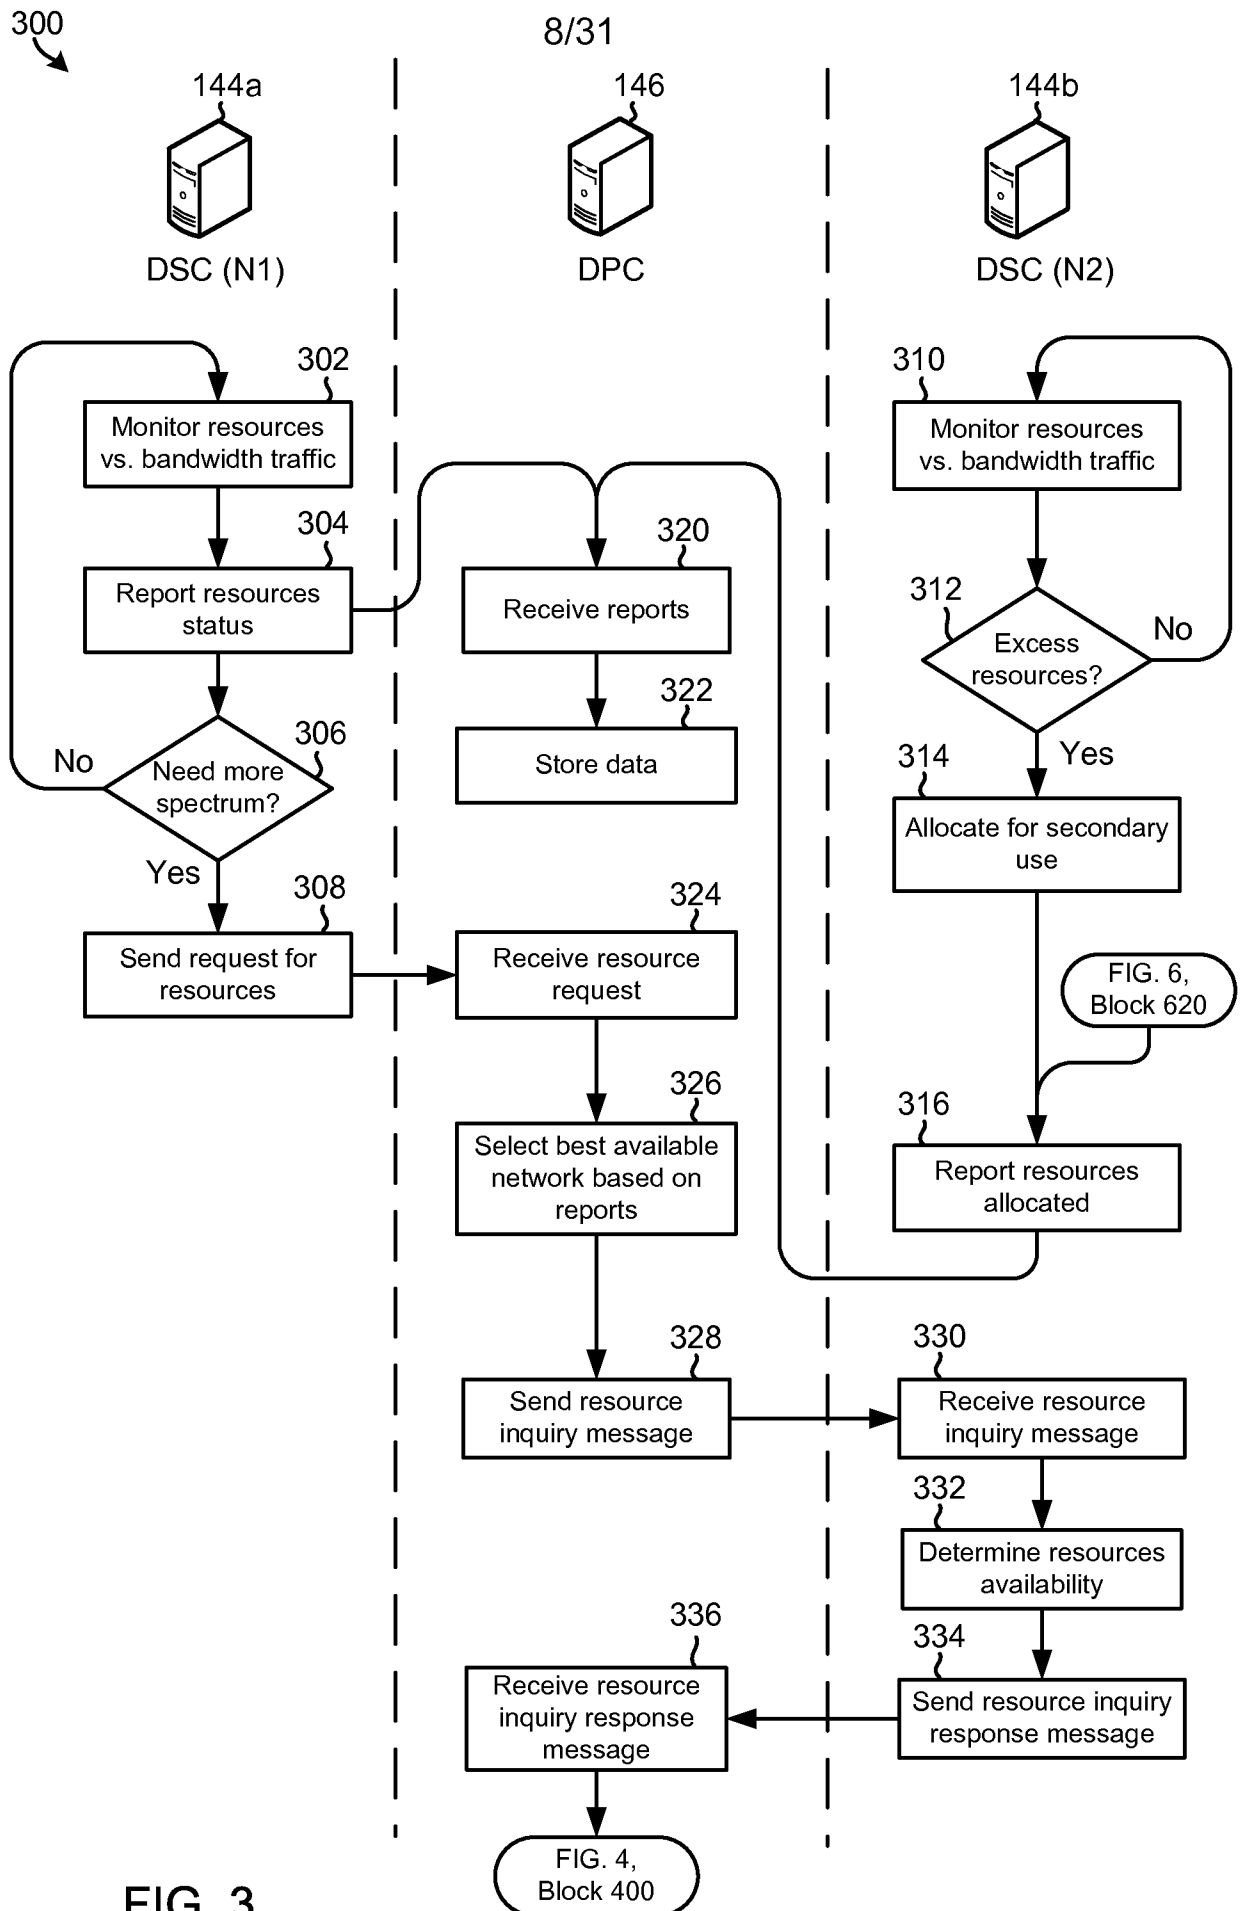 300
8/31
144a
146
144b
DSC (N1)
DPC
DSC (N2)
302
Monitor resources
vs. bandwidth traffic
304
Report resources
status
306
Need more
spectrum?
No
Yes
308
Send request for
resources
320
Receive reports
322
Store data
324
Receive resource
request
326
Select best available
network based on
reports
328
Send resource
inquiry message
336
Receive resource
inquiry response
message
FIG. 4,
Block 400
310
Monitor resources
vs. bandwidth traffic
312
Excess
resources?
No
Yes
314
Allocate for secondary
use
FIG. 6,
Block 620
316
Report resources
allocated
330
Receive resource
inquiry message
332
Determine resources
availability
334
Send resource inquiry
response message
FIG. 3